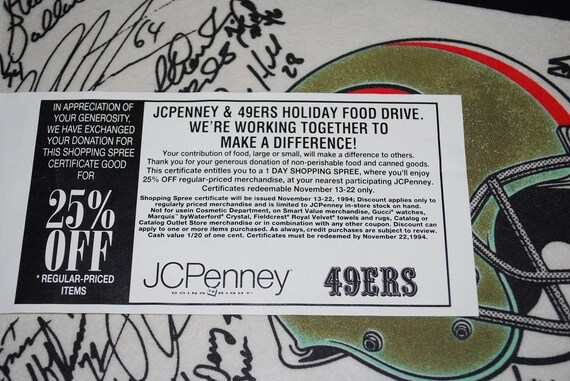 IN APPRECIATION OF
YOUR GENEROSITY,
WE HAVE EXCHANGED
YOUR DONATION FOR
THIS SHOPPING SPREE
CERTIFICATE GOOD
FOR
25%
OFF
* REGULAR-PRICED
ITEMS
JCPENNEY & 49ERS HOLIDAY FOOD DRIVE.
WE'RE WORKING TOGETHER TO
MAKE A DIFFERENCE!
Your contribution of food, large or small, will make a difference to others.
Thank you for your generous donation of non-perishable food and canned goods.
This certificate entitles you to a 1 DAY SHOPPING SPREE, where you'll enjoy
25% OFF regular-priced merchandise, at your nearest participating JCPenney.
Certificates redeemable November 13-22 only.
Shopping Spree certificate will be issued November 13-22, 1994; Discount applies only to
regularly priced merchandise and is limited to JCPenney in-store stock on hand.
Not for usein Cosmetic Department, on Smart Value merchandise, Gucci® watches,
Marquis™ byWaterford® Crystal, Fieldcrest® Royal Velvet® towels and rugs, Catalog or
Catalog Outlet Store merchandise or in combination with any other coupon. Discount can
apply to one or more items purchased. As always, credit purchases are subject to review.
Cash value 1/20 of one cent. Certificates must be redeemed by November 22,1994.
JCPenney
DOING IT RIGHT
49ERS
64
28